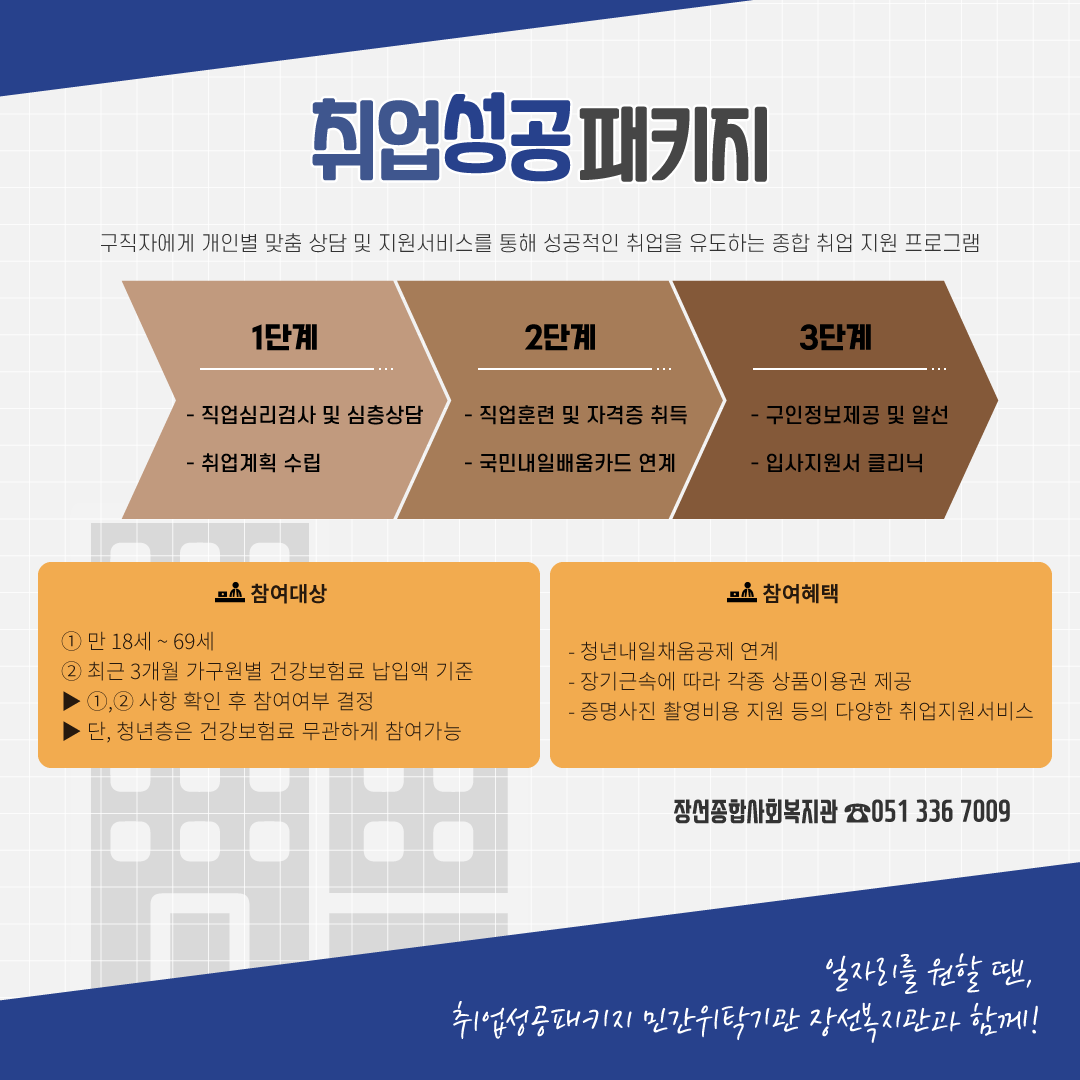 취업성공패키지
구직자에게 개인별 맞춤 상담 및 지원서비스를 통해 성공적인 취업을 유도하는 종합 취업 지원 프로그램
1단계
- 직업심리검사 및 심층상담
- 취업계획 수립
2단계
- 직업훈련 및 자격증 취득
- 국민내일배움카드 연계
3단계
- 구인정보제공 및 알선
- 입사지원서 클리닉
참여대상
① 만 18세 ~ 69세
② 최근 3개월 가구원별 건강보험료 납입액 기준
▶ ①,② 사항 확인 후 참여여부 결정
▶ 단, 청년층은 건강보험료 무관하게 참여가능
참여혜택
- 청년내일채움공제 연계
- 장기근속에 따라 각종 상품이용권 제공
- 증명사진 촬영비용 지원 등의 다양한 취업지원서비스
장선종합사회복지관 ☎051 336 7009
일자리를 원할 땐,
취업성공패키지 민간위탁기관 장선복지관과 함께!